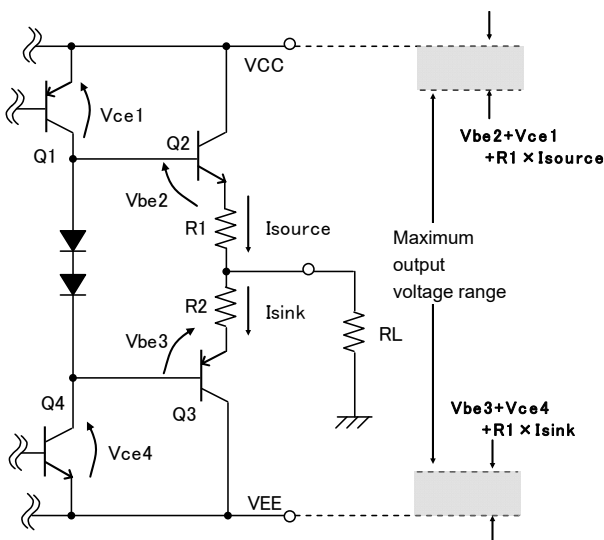 VCC
Vce1
Q1
Q2
Vbe2
R1
Isource
Vbe2+Vce1
+R1×Isource
Maximum
output
voltage range
R2
Isink
RL
Vbe3
Q4
Q3
Vce4
Vbe3+Vce4
+R1×Isink
VEE